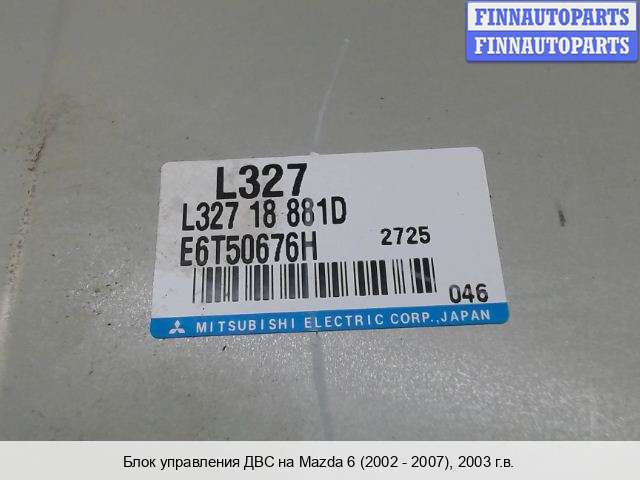 FINNAUTOPARTS
FINNAUTOPARTS
L327
L327 18 881D
E6T50676H 2725
046
MITSUBISHI ELECTRIC CORP., JAPAN
Блок управления ДВС на Mazda 6 (2002 - 2007), 2003 г.в.